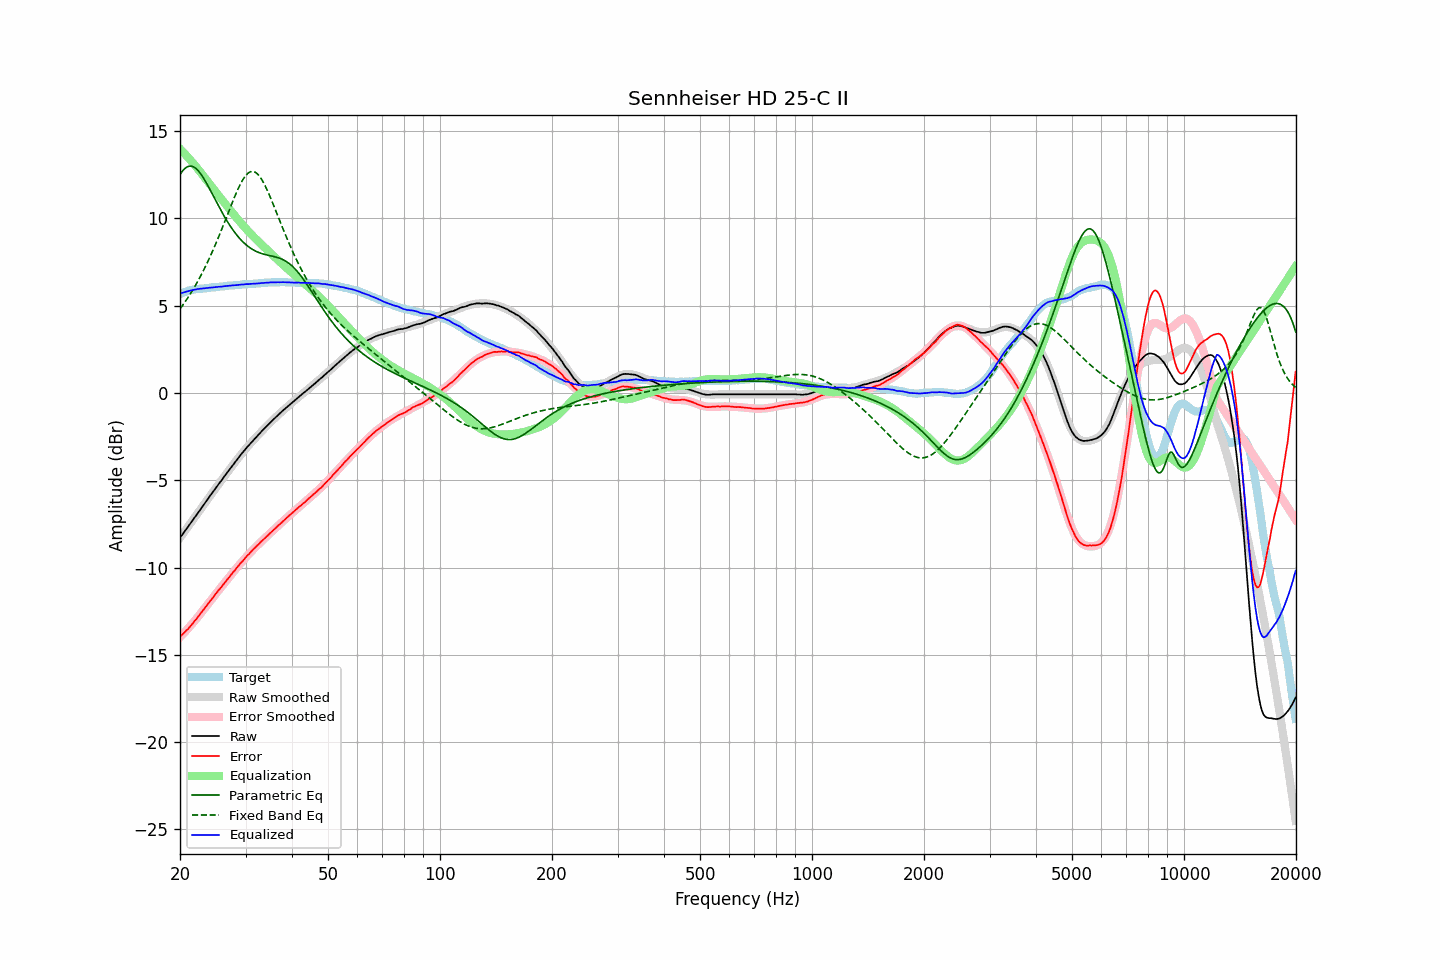 Sennheiser HD 25-C II
Amplitude (dBr)
15
10
5
0
−5
−10
−15
−20
−25
Target
Raw Smoothed
Error Smoothed
Raw
Error
Equalization
Parametric Eq
Fixed Band Eq
Equalized
20 50 100 200 500 1000 2000 5000 10000 20000
Frequency (Hz)